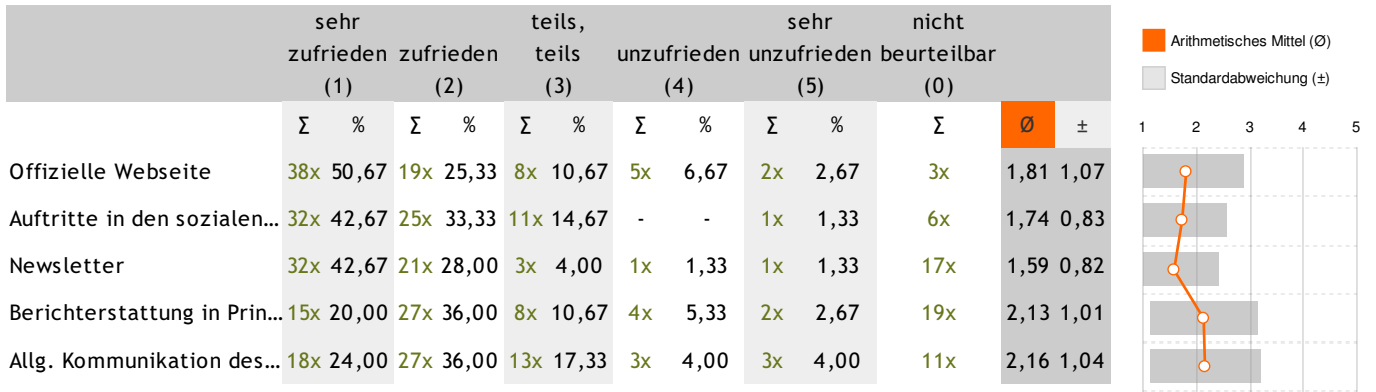 sehr teils, sehr nicht
zufrieden zufrieden teils unzufrieden unzufrieden beurteilbar
(1) (2) (3) (4) (5) (0)
Σ % Σ % Σ % Σ % Σ % Σ Ø ±
Offizielle Webseite 38x 50,67 19x 25,33 8x 10,67 5x 6,67 2x 2,67 3x 1,81 1,07
Auftritte in den sozialen... 32x 42,67 25x 33,33 11x 14,67 - - 1x 1,33 6x 1,74 0,83
Newsletter 32x 42,67 21x 28,00 3x 4,00 1x 1,33 1x 1,33 17x 1,59 0,82
Berichterstattung in Prin... 15x 20,00 27x 36,00 8x 10,67 4x 5,33 2x 2,67 19x 2,13 1,01
Allg. Kommunikation des... 18x 24,00 27x 36,00 13x 17,33 3x 4,00 3x 4,00 11x 2,16 1,04
Arithmetisches Mittel (Ø)
Standardabweichung (±)
1 2 3 4 5